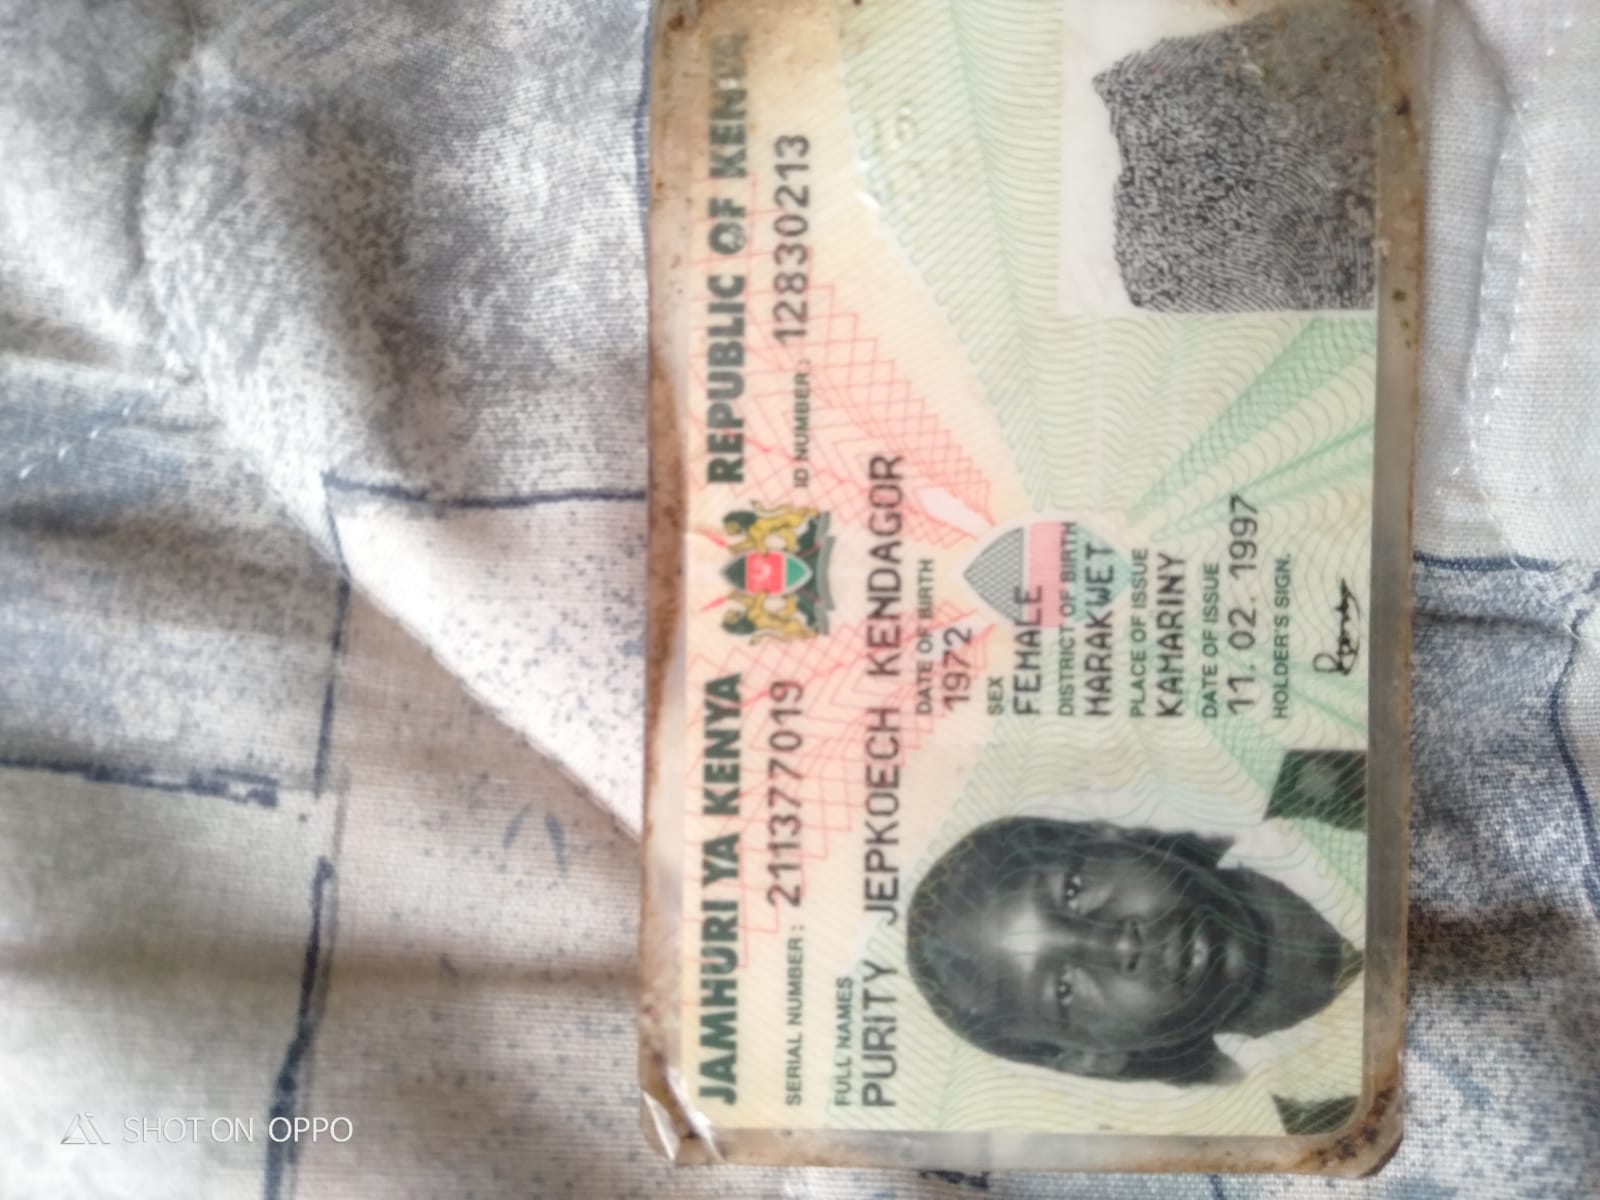 JAMHURI YA KENYA REPUBLIC OF KENYA
SERIAL NUMBER: 211377019 ID NUMBER: 12830213
FULL NAMES
PURITY JEPKOECH KENDAGOR
DATE OF BIRTH
1972
SEX
FEMALE
DISTRICT OF BIRTH
MARAKWET
PLACE OF ISSUE
KAMARINY
DATE OF ISSUE
11. 02. 1997
HOLDER'S SIGN.
SHOT ON OPPO